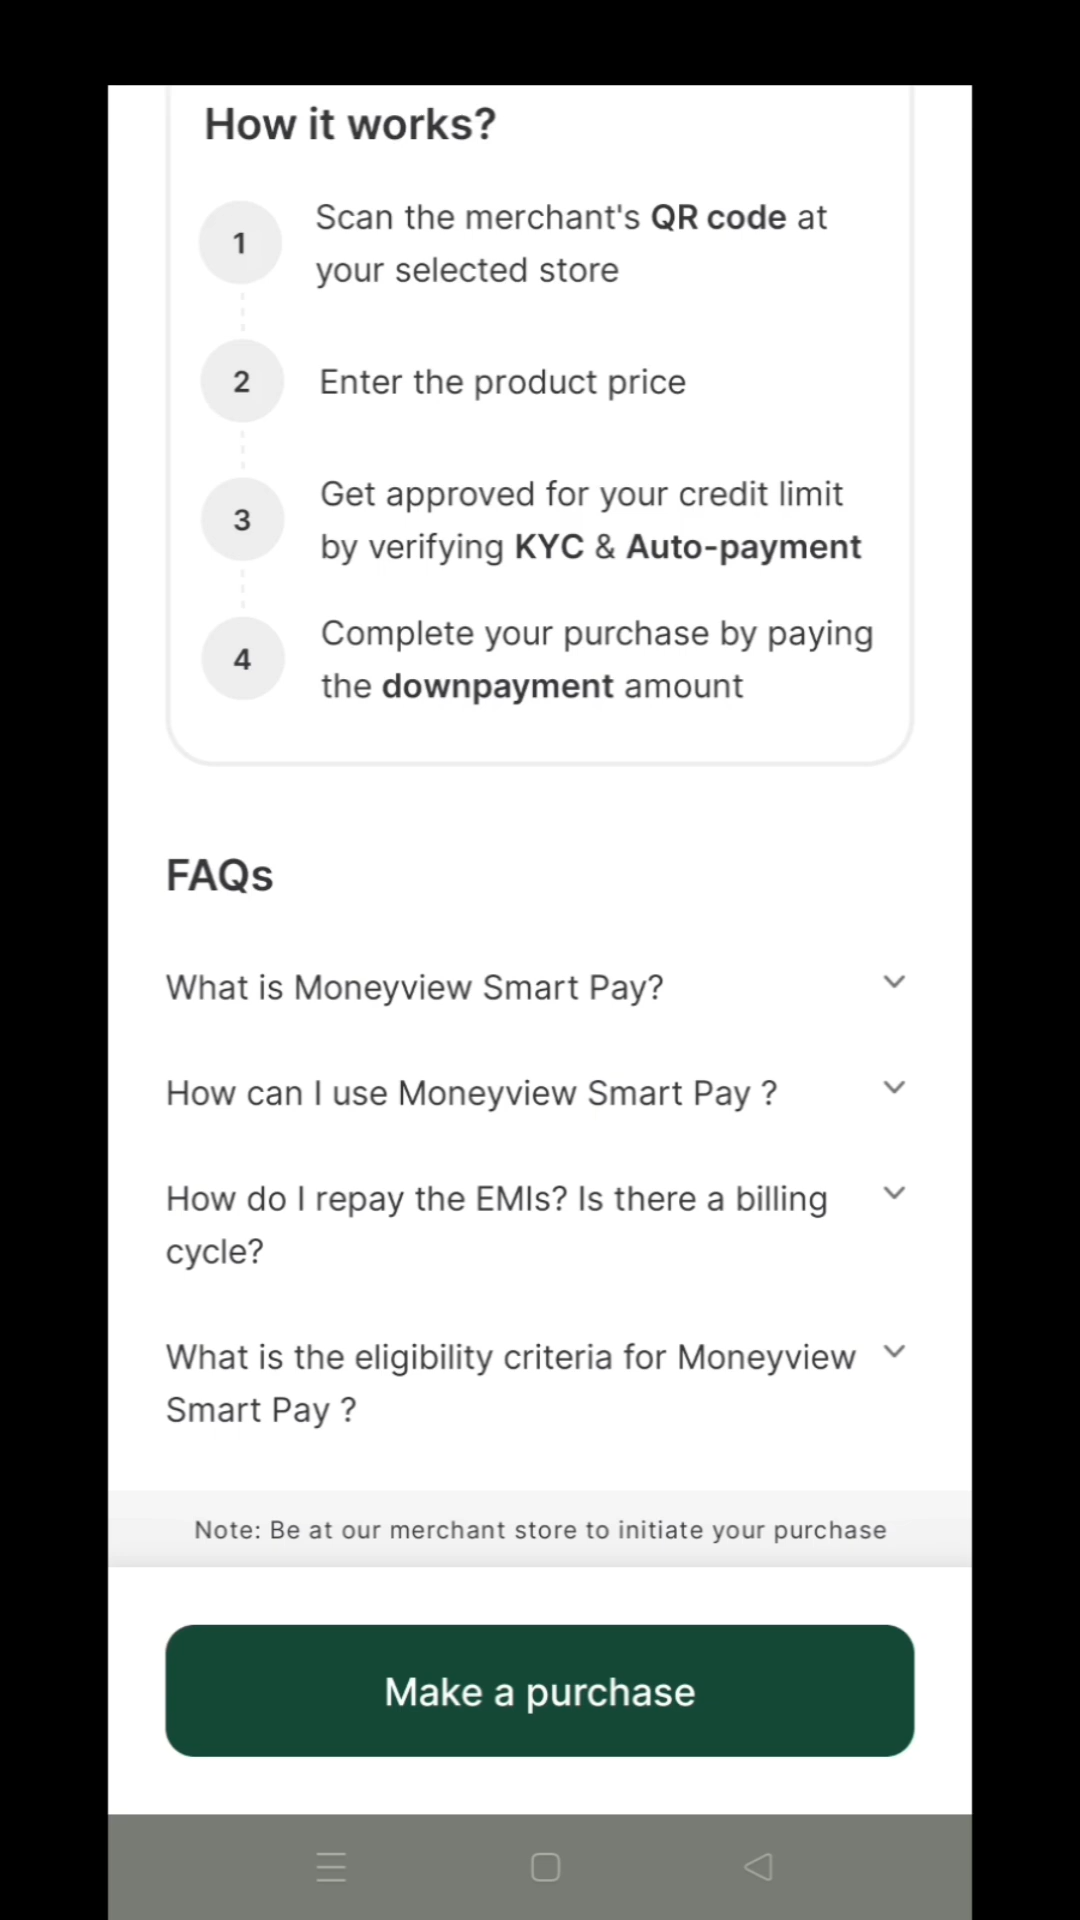 How it works?
1
Scan the merchant's QR code at
your selected store
2
Enter the product price
3
Get approved for your credit limit
by verifying KYC & Auto-payment
4
Complete your purchase by paying
the downpayment amount
FAQs
What is Moneyview Smart Pay?
How can I use Moneyview Smart Pay ?
How do I repay the EMIs? Is there a billing
cycle?
What is the eligibility criteria for Moneyview
Smart Pay ?
Note: Be at our merchant store to initiate your purchase
Make a purchase